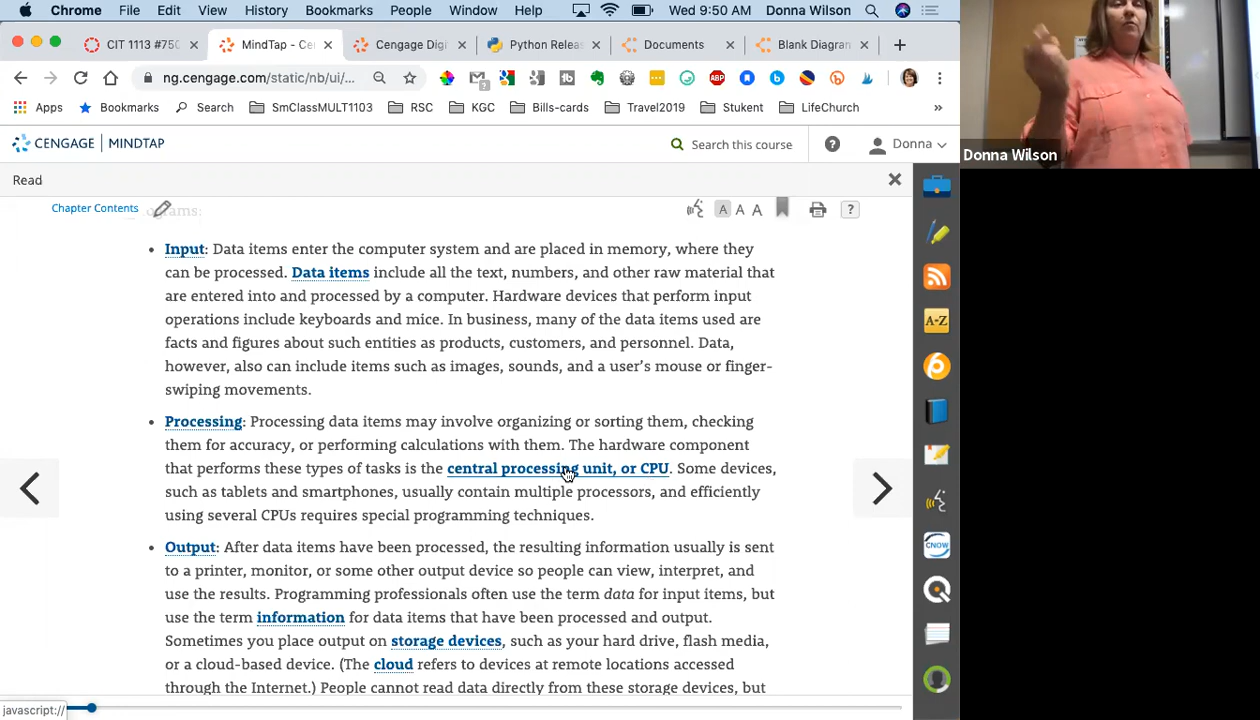 Chrome File Edit View History Bookmarks People Window Help Wed 9:50 AM Donna Wilson
CIT 1113 #750 MindTap - Ce Cengage Digi Python Relea Documents Blank Diagran
ng.cengage.com/static/nb/ui/...
Apps Bookmarks Search SmClassMULT1103 RSC KGC Bills-cards Travel2019 Stukent LifeChurch »
CENGAGE | MINDTAP Search this course ? Donna
Read
Chapter Contents A A A ?
• Input: Data items enter the computer system and are placed in memory, where they
can be processed. Data items include all the text, numbers, and other raw material that
are entered into and processed by a computer. Hardware devices that perform input
operations include keyboards and mice. In business, many of the data items used are
facts and figures about such entities as products, customers, and personnel. Data,
however, also can include items such as images, sounds, and a user's mouse or finger-
swiping movements.
• Processing: Processing data items may involve organizing or sorting them, checking
them for accuracy, or performing calculations with them. The hardware component
that performs these types of tasks is the central processing unit, or CPU. Some devices,
such as tablets and smartphones, usually contain multiple processors, and efficiently
using several CPUs requires special programming techniques.
• Output: After data items have been processed, the resulting information usually is sent
to a printer, monitor, or some other output device so people can view, interpret, and
use the results. Programming professionals often use the term data for input items, but
use the term information for data items that have been processed and output.
Sometimes you place output on storage devices, such as your hard drive, flash media,
or a cloud-based device. (The cloud refers to devices at remote locations accessed
through the Internet.) People cannot read data directly from these storage devices, but
javascript://
Donna Wilson
A-Z
CNOW
ABP